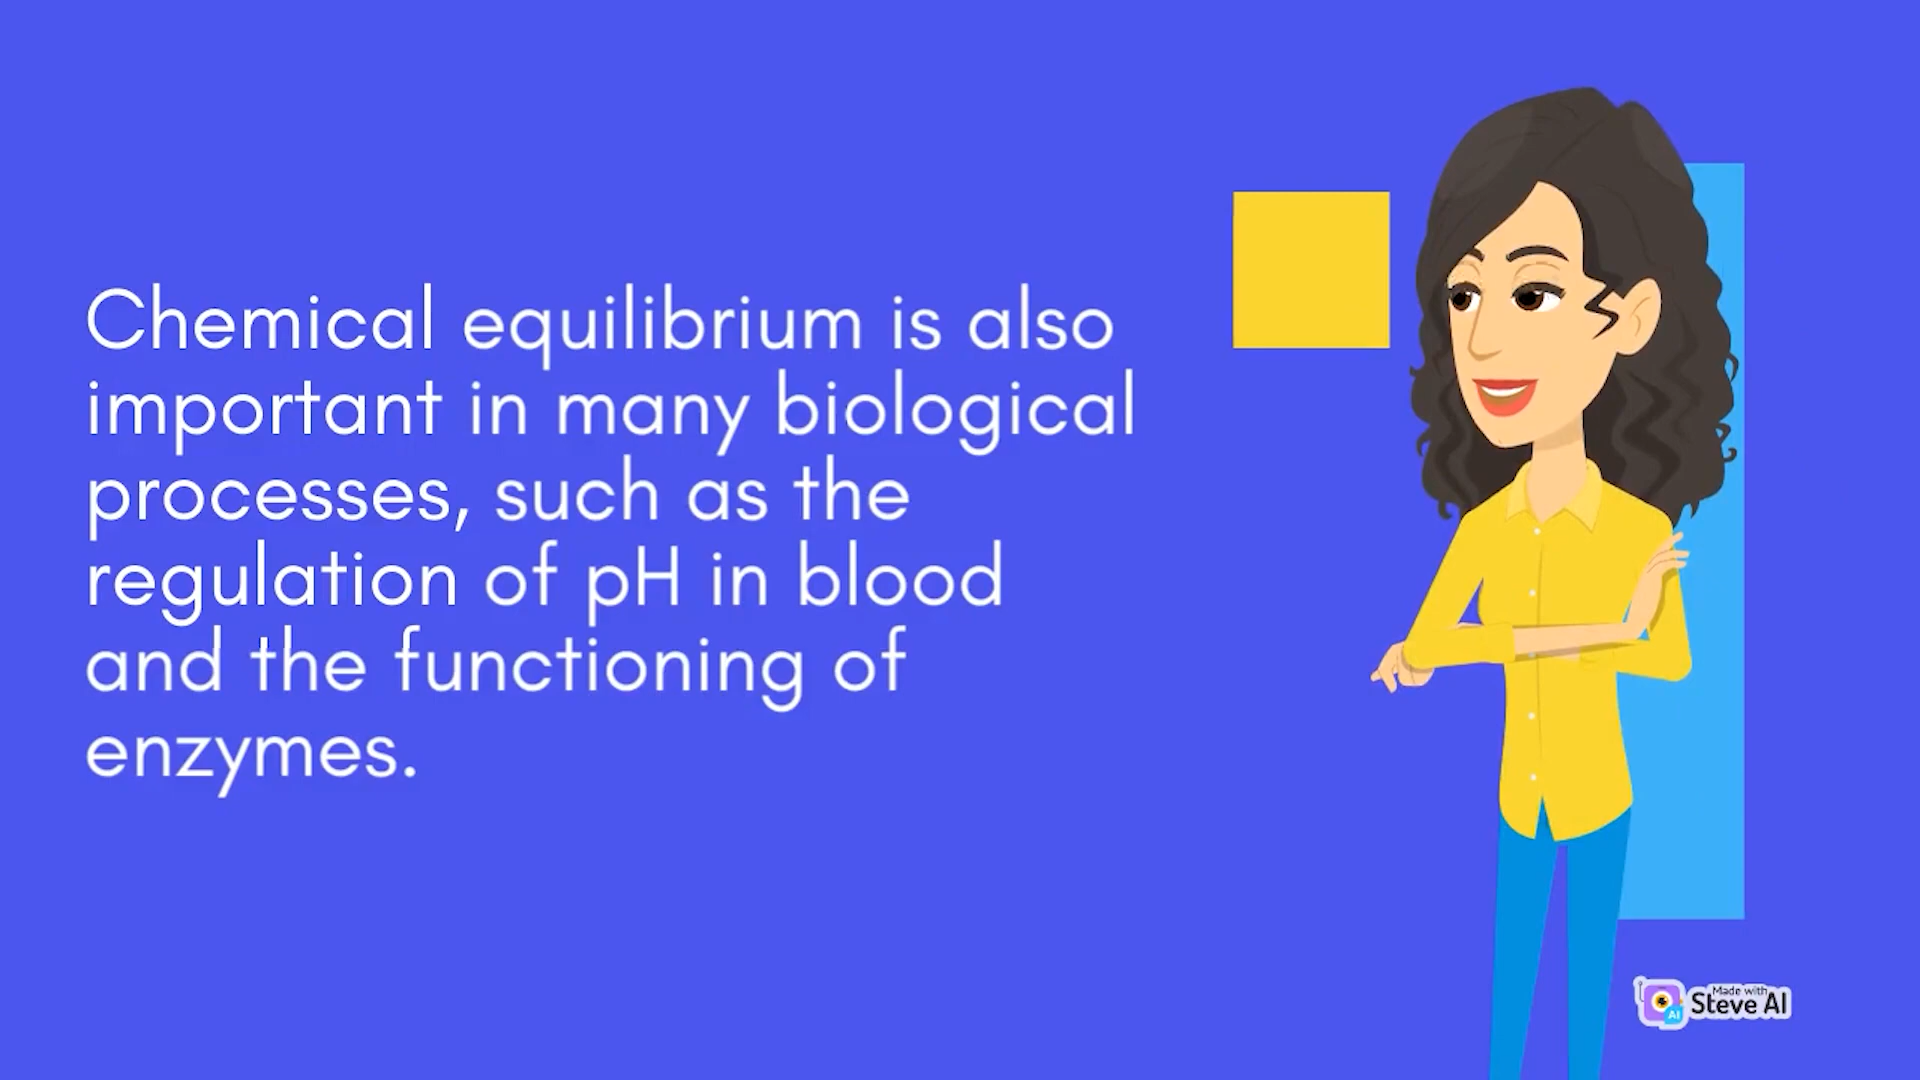 Chemical equilibrium is also
important in many biological
processes, such as the
regulation of pH in blood
and the functioning of
enzymes.
Made with
Steve AI
AI